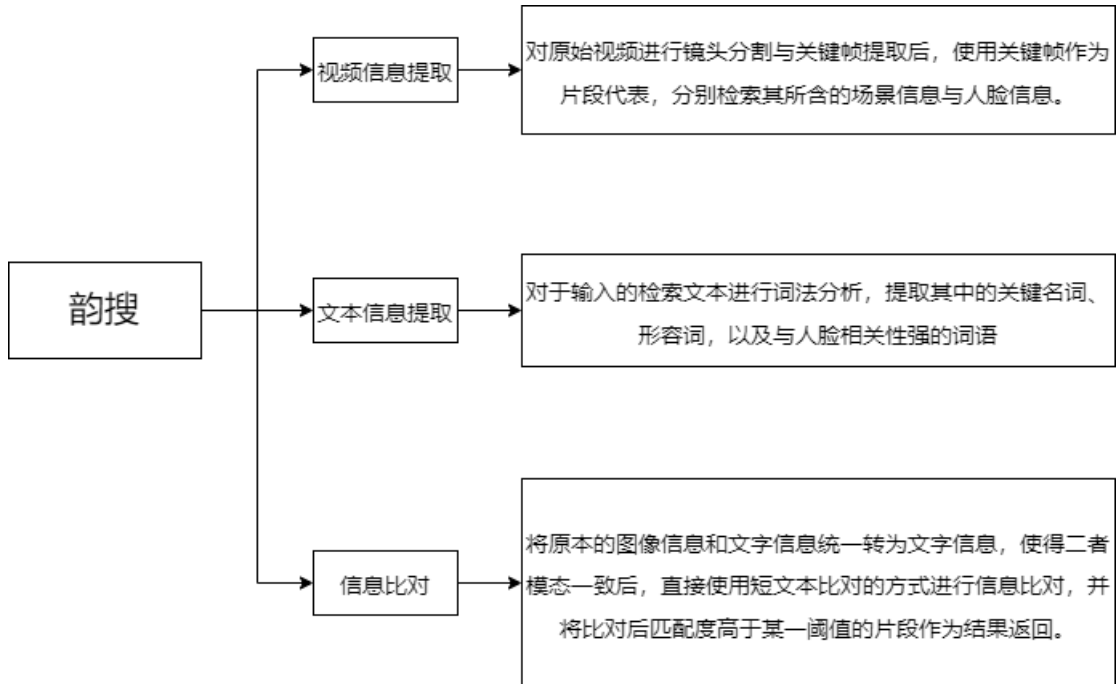 韵搜
视频信息提取
对原始视频进行镜头分割与关键帧提取后，使用关键帧作为
片段代表，分别检索其所含的场景信息与人脸信息。
文本信息提取
对于输入的检索文本进行词法分析，提取其中的关键名词、
形容词，以及与人脸相关性强的词语
信息比对
将原本的图像信息和文字信息统一转为文字信息，使得二者
模态一致后，直接使用短文本比对的方式进行信息比对，并
将比对后匹配度高于某一阈值的片段作为结果返回。